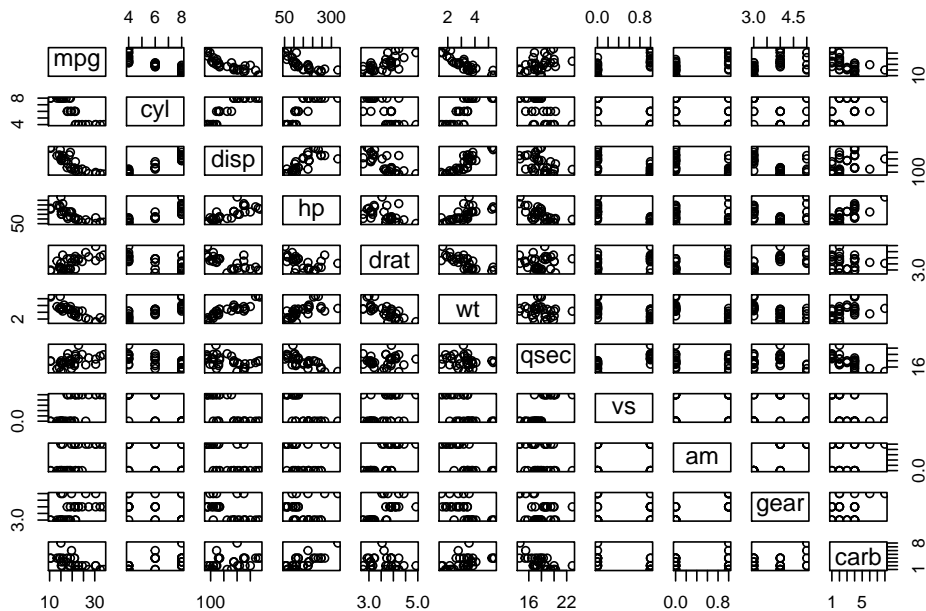 4 6 8 50 300 2 4 0.0 0.8 3.0 4.5
mpg 10
8 4 cyl
disp 100
50 hp
drat 3.0
2 wt
qsec 16
0.0 vs
am 0.0
3.0 gear
carb 1 8
10 30 100 3.0 5.0 16 22 0.0 0.8 1 5